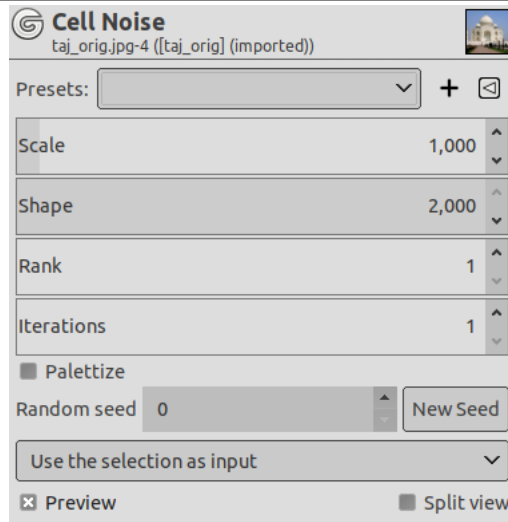 Cell Noise
taj_orig.jpg-4 ([taj_orig] (imported))
Presets:
Scale 1,000
Shape 2,000
Rank 1
Iterations 1
Palettize
Random seed 0 New Seed
Use the selection as input
Preview Split view